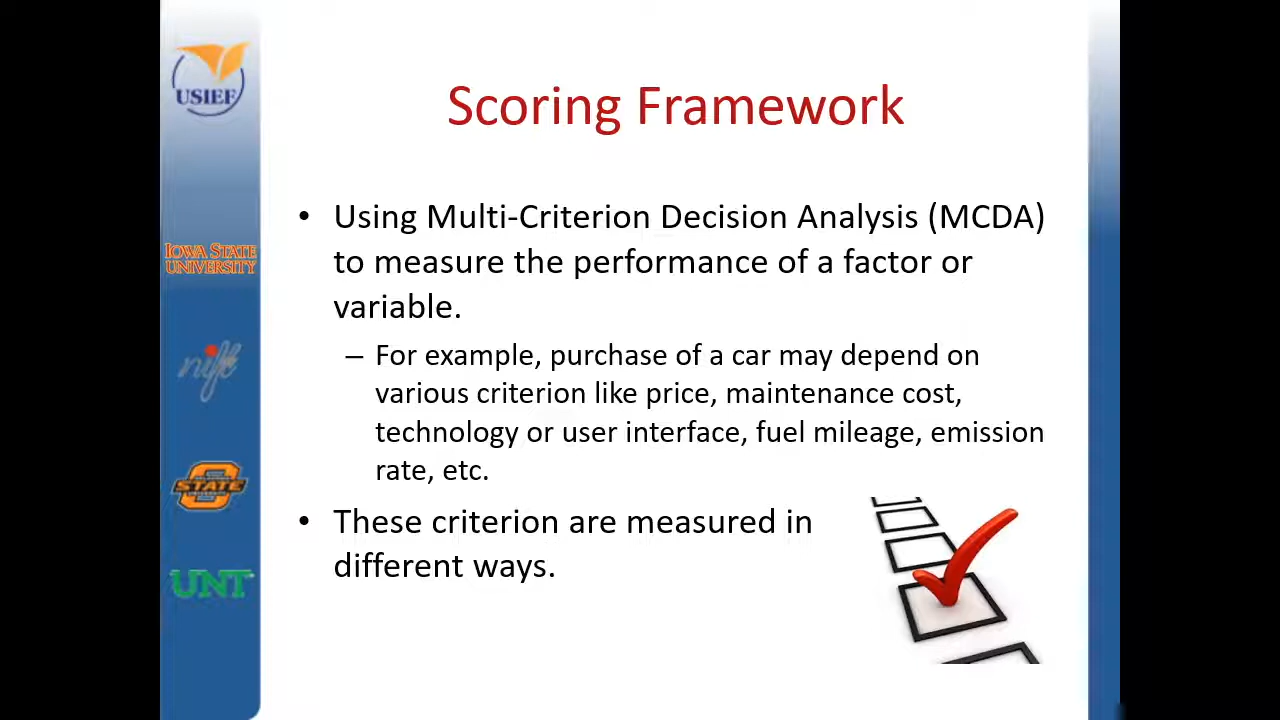 USIEF
IOWA STATE
UNIVERSITY
nift
STATE
UNT
Scoring Framework
• Using Multi-Criterion Decision Analysis (MCDA)
to measure the performance of a factor or
variable.
– For example, purchase of a car may depend on
various criterion like price, maintenance cost,
technology or user interface, fuel mileage, emission
rate, etc.
• These criterion are measured in
different ways.